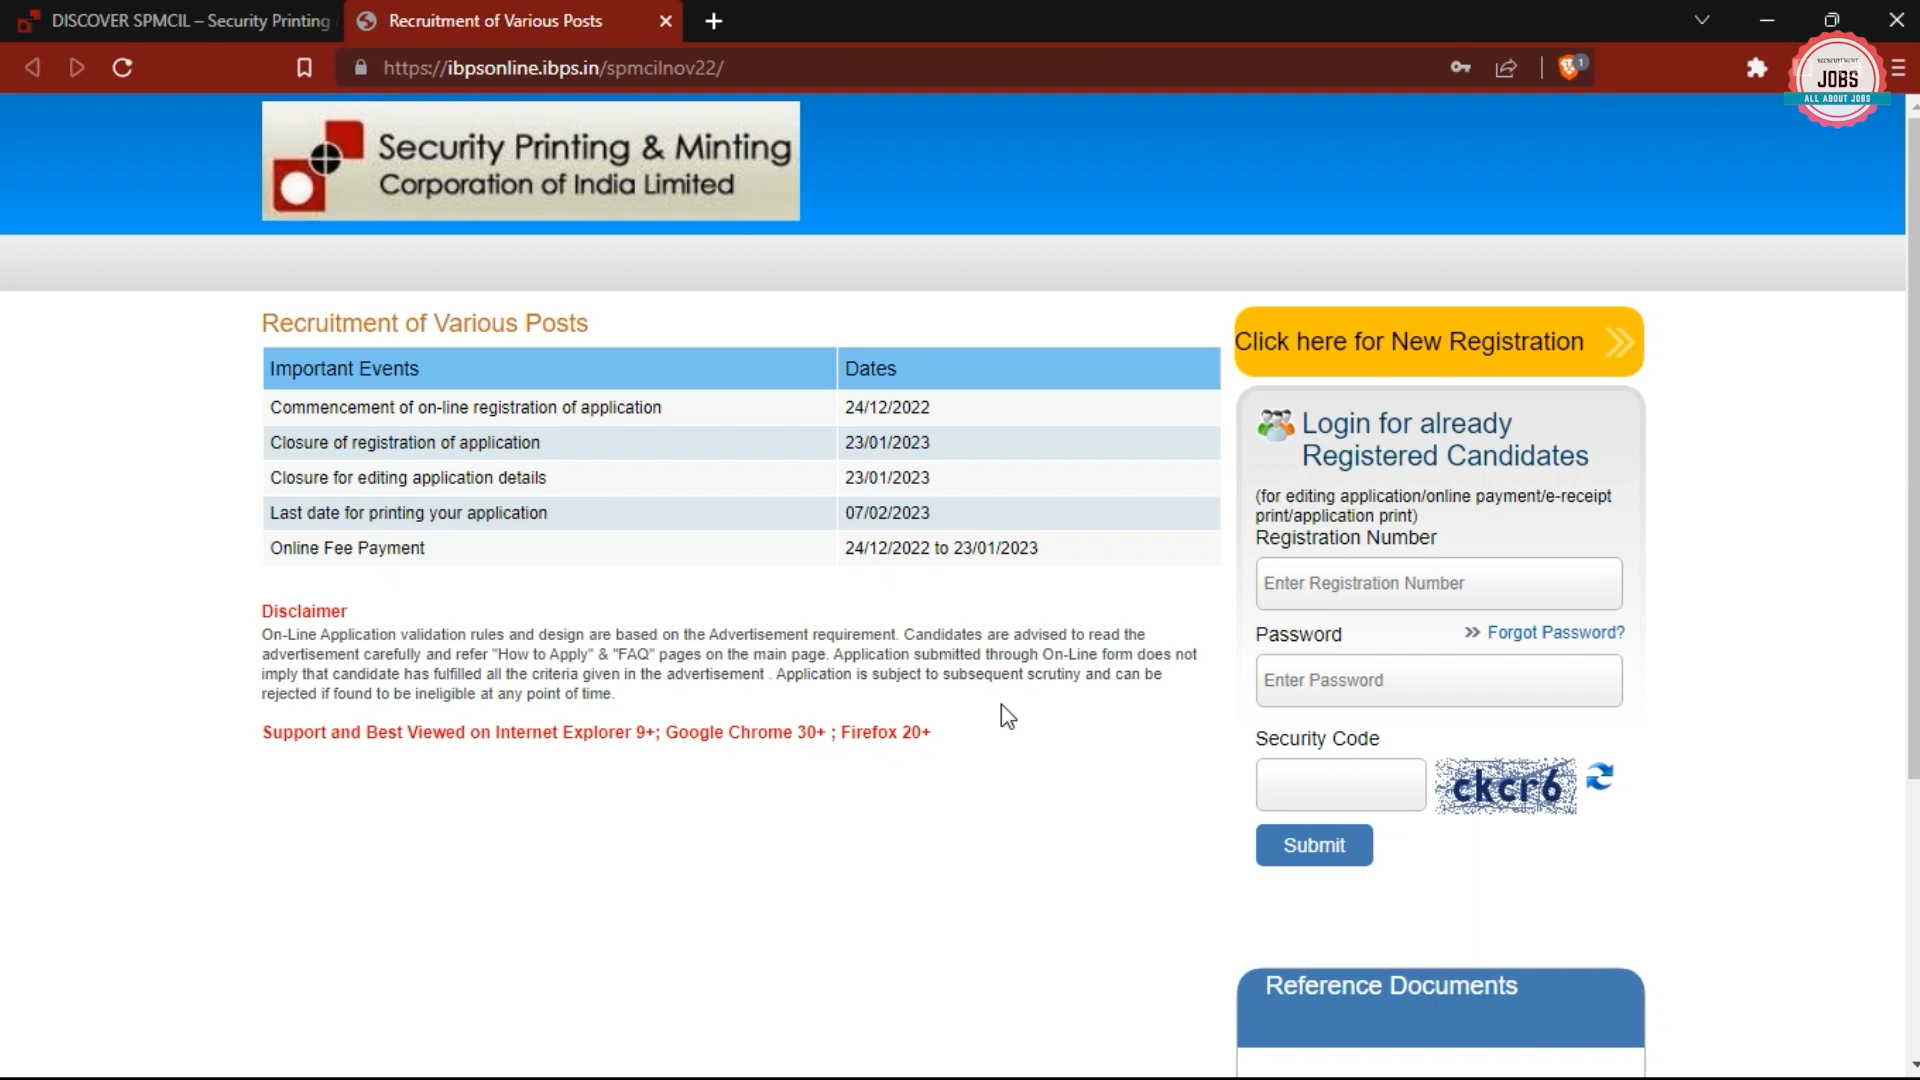 DISCOVER SPMCIL – Security Printing
Recruitment of Various Posts
https://ibpsonline.ibps.in/spmcilnov22/
1
RECRUITMENT
JOBS
ALL ABOUT JOBS
Security Printing & Minting
Corporation of India Limited
Recruitment of Various Posts
Important Events Dates
Commencement of on-line registration of application 24/12/2022
Closure of registration of application 23/01/2023
Closure for editing application details 23/01/2023
Last date for printing your application 07/02/2023
Online Fee Payment 24/12/2022 to 23/01/2023
Disclaimer
On-Line Application validation rules and design are based on the Advertisement requirement. Candidates are advised to read the
advertisement carefully and refer "How to Apply" & "FAQ" pages on the main page. Application submitted through On-Line form does not
imply that candidate has fulfilled all the criteria given in the advertisement . Application is subject to subsequent scrutiny and can be
rejected if found to be ineligible at any point of time.
Support and Best Viewed on Internet Explorer 9+; Google Chrome 30+ ; Firefox 20+
Click here for New Registration
Login for already
Registered Candidates
(for editing application/online payment/e-receipt
print/application print)
Registration Number
Enter Registration Number
Password Forgot Password?
Enter Password
Security Code
ckcr6
Submit
Reference Documents